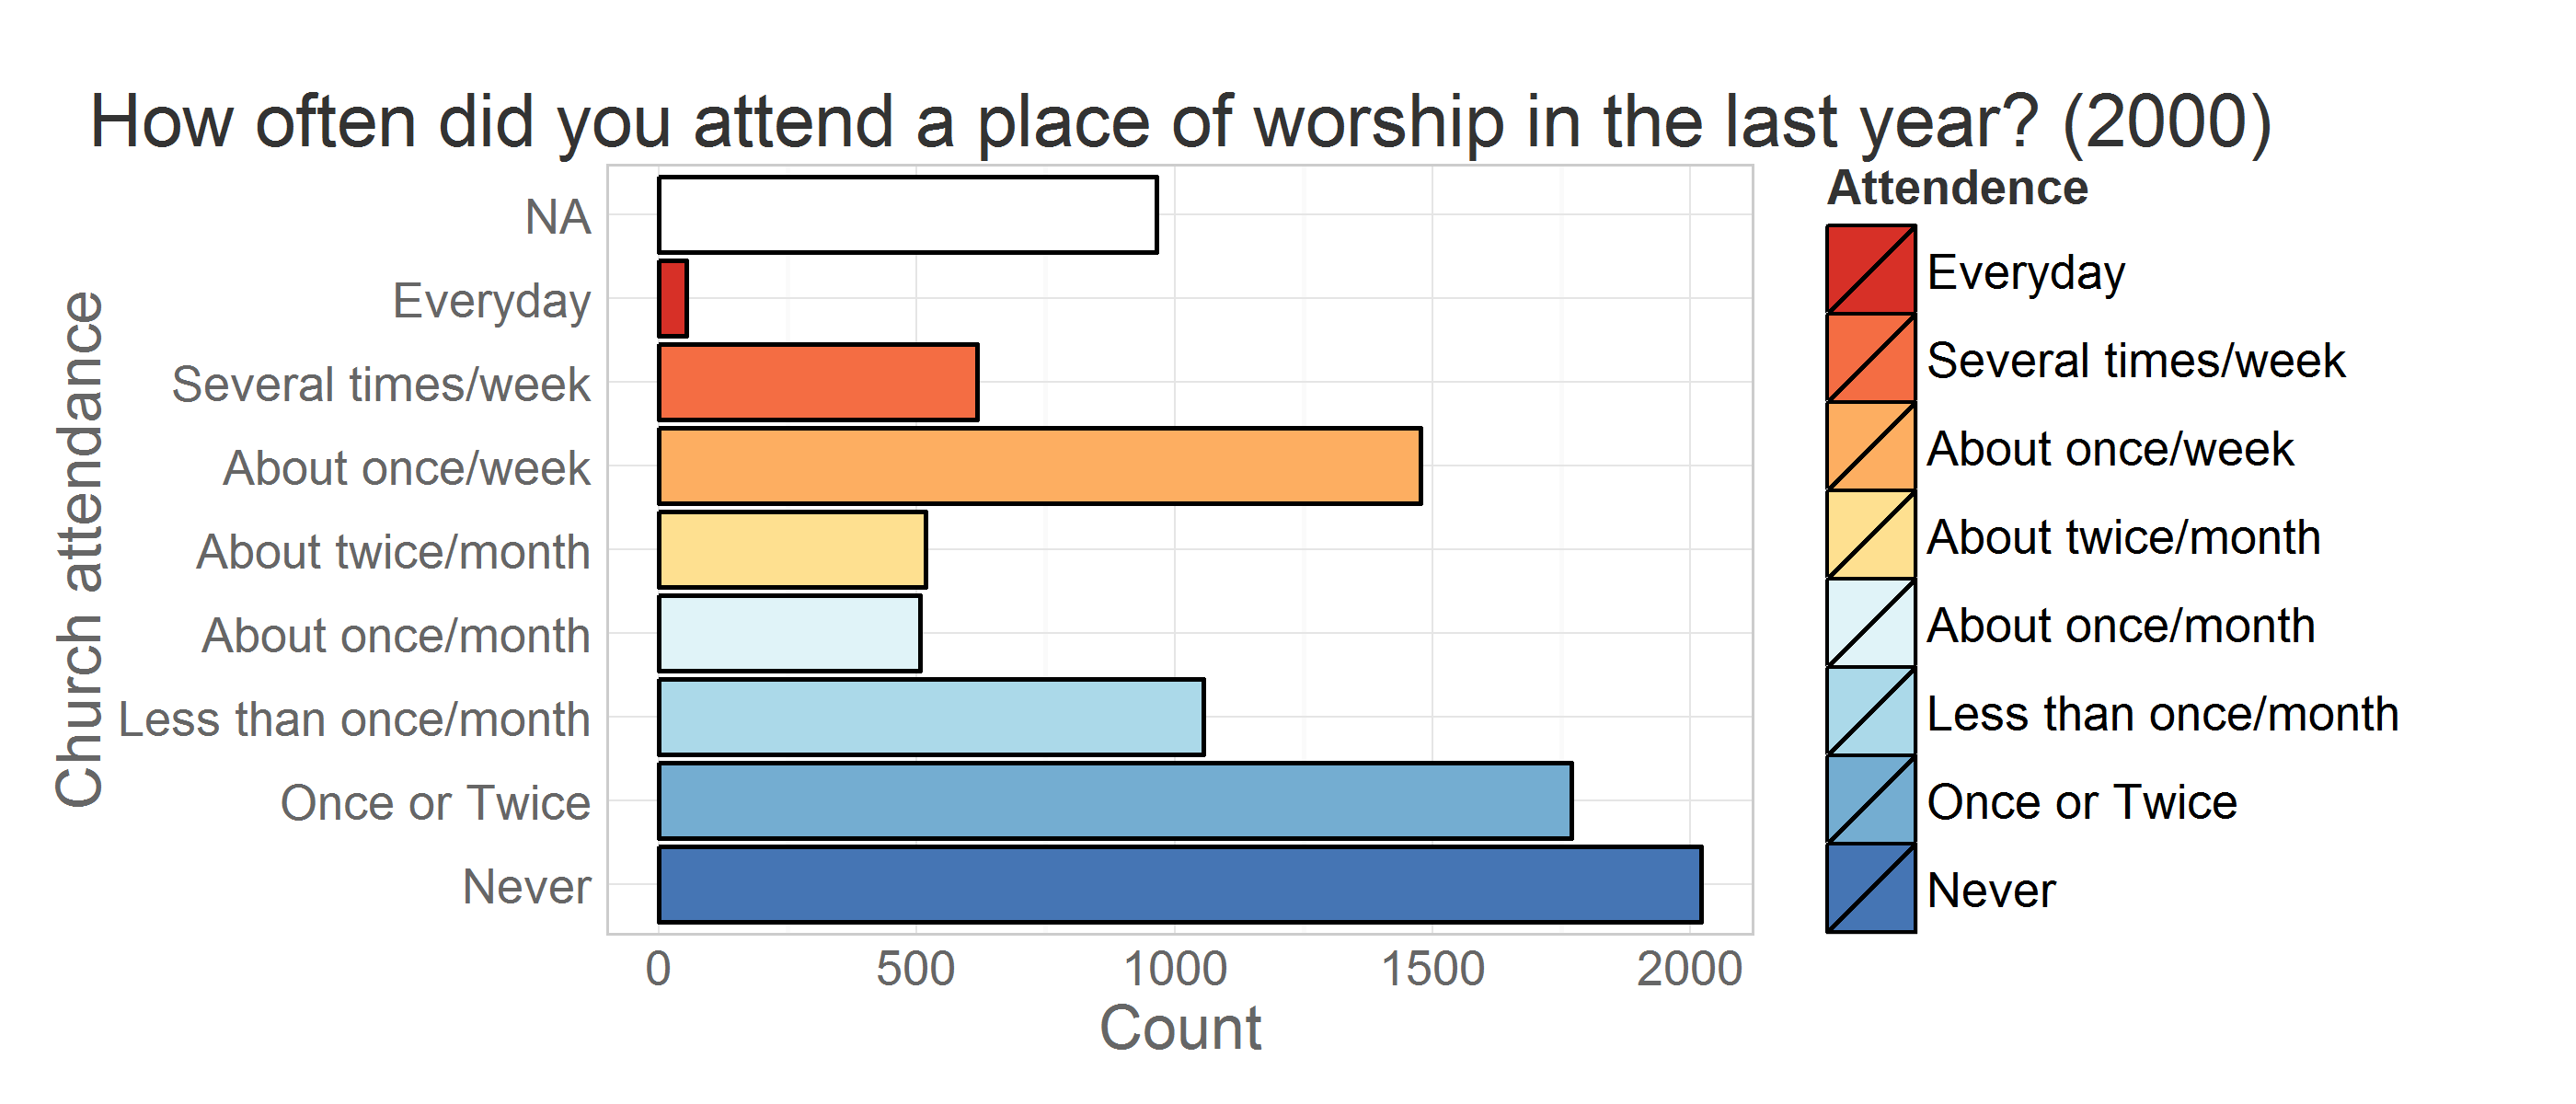 How often did you attend a place of worship in the last year? (2000)
Church attendance
NA
Everyday
Several times/week
About once/week
About twice/month
About once/month
Less than once/month
Once or Twice
Never
0 500 1000 1500 2000
Count
Attendence
Everyday
Several times/week
About once/week
About twice/month
About once/month
Less than once/month
Once or Twice
Never